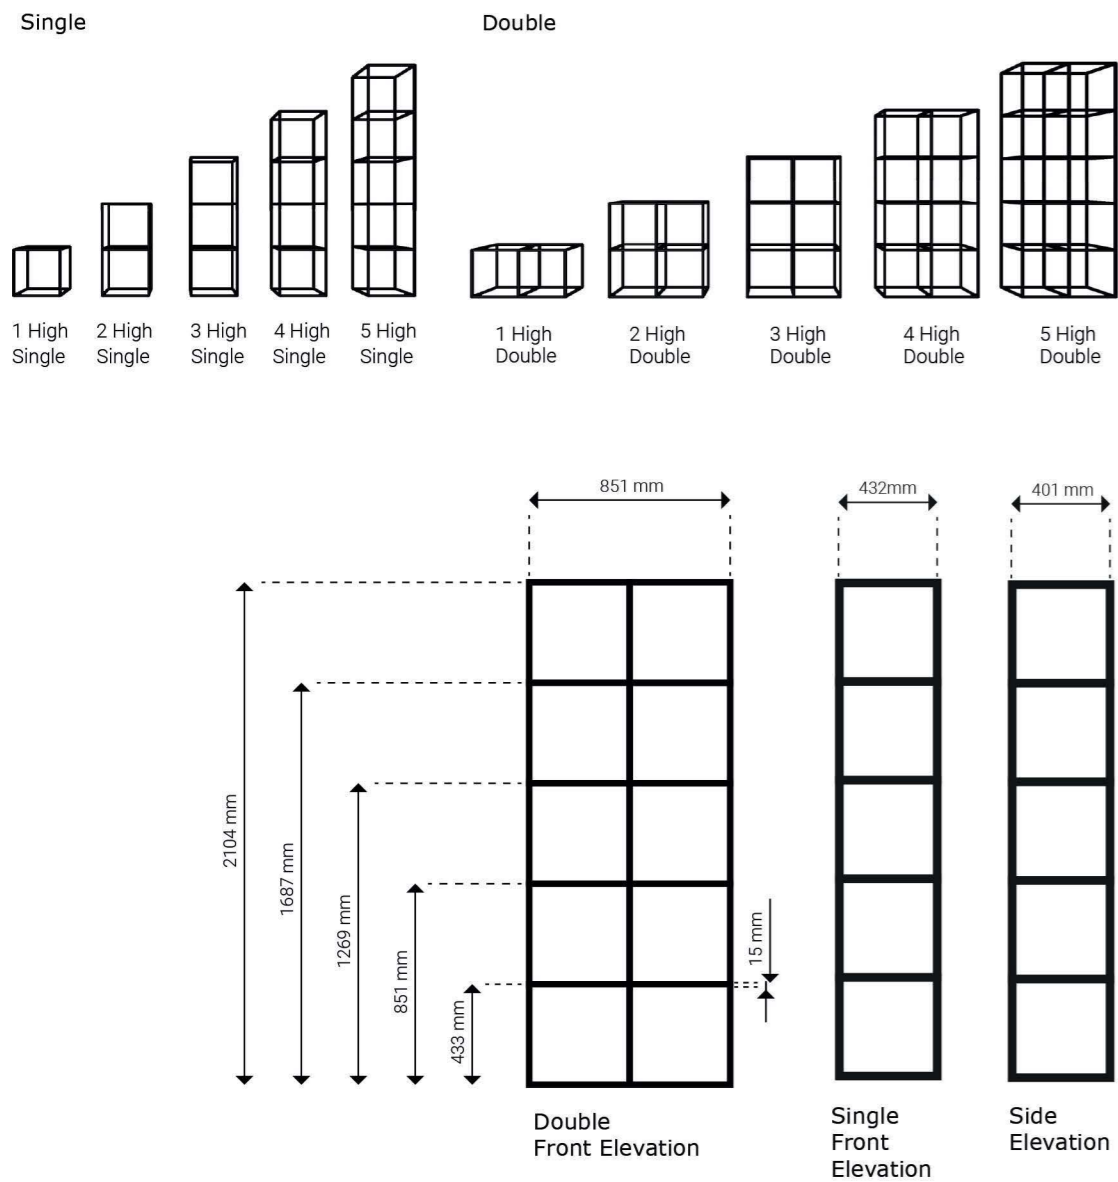 Single
Double
1 High
Single
2 High
Single
3 High
Single
4 High
Single
5 High
Single
1 High
Double
2 High
Double
3 High
Double
4 High
Double
5 High
Double
851 mm
432mm
401 mm
2104 mm
1687 mm
1269 mm
851 mm
433 mm
15 mm
Double
Front Elevation
Single
Front
Elevation
Side
Elevation